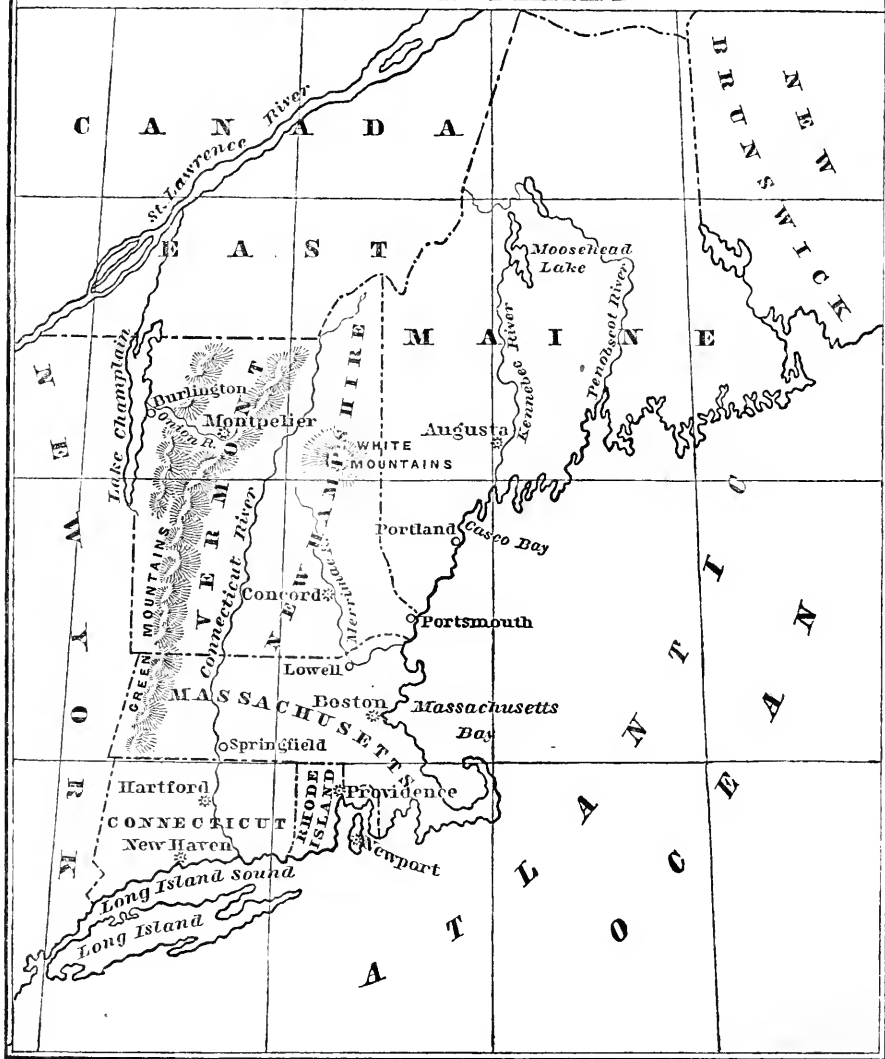 CANADA
EAST
NEW
BRUNSWICK
St. Lawrence River
Moosehead
Lake
MAINE
Kennebec River
Penobscot River
Lake Champlain
Burlington
Onion R.
Montpelier
VERMONT
NEW HAMPSHIRE
WHITE
MOUNTAINS
Augusta
NEW YORK
GREEN MOUNTAINS
Connecticut River
Portland
Casco Bay
Concord
Merrimack
Portsmouth
Lowell
MASSACHUSETTS
Boston
Massachusetts
Bay
Springfield
Hartford
RHODE
ISLAND
Providence
CONNECTICUT
New Haven
Newport
Long Island Sound
Long Island
ATLANTIC
OCEAN